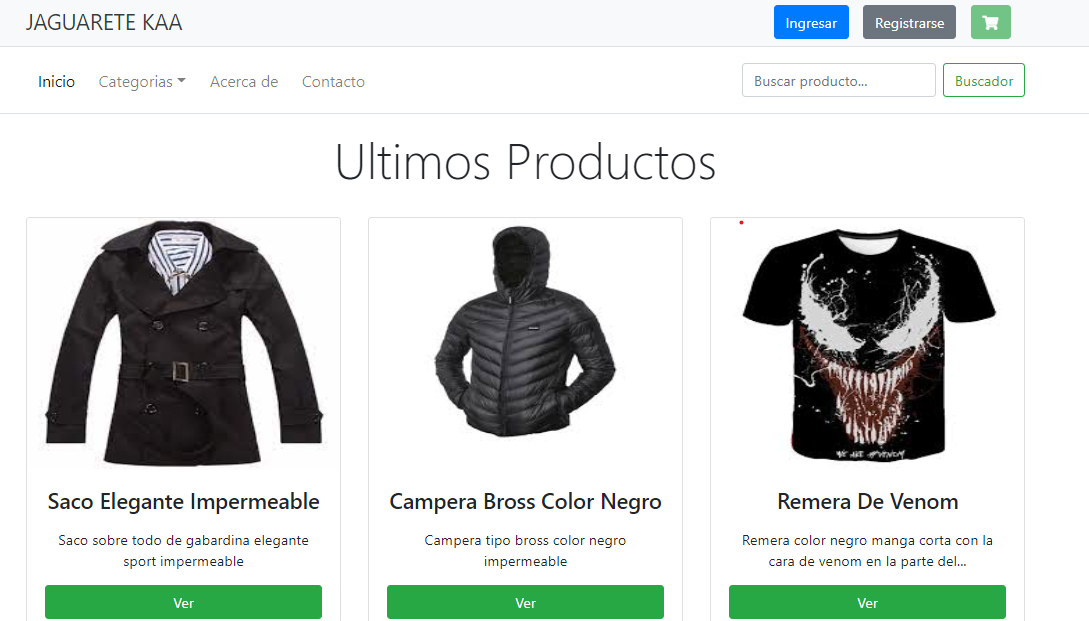 JAGUARETE KAA
Ingresar
Registrarse
Inicio
Categorias
Acerca de
Contacto
Buscar producto...
Buscador
Ultimos Productos
WE ARE #VENOM
Saco Elegante Impermeable
Campera Bross Color Negro
Remera De Venom
Saco sobre todo de gabardina elegante
sport impermeable
Campera tipo bross color negro
impermeable
Remera color negro manga corta con la
cara de venom en la parte del...
Ver
Ver
Ver